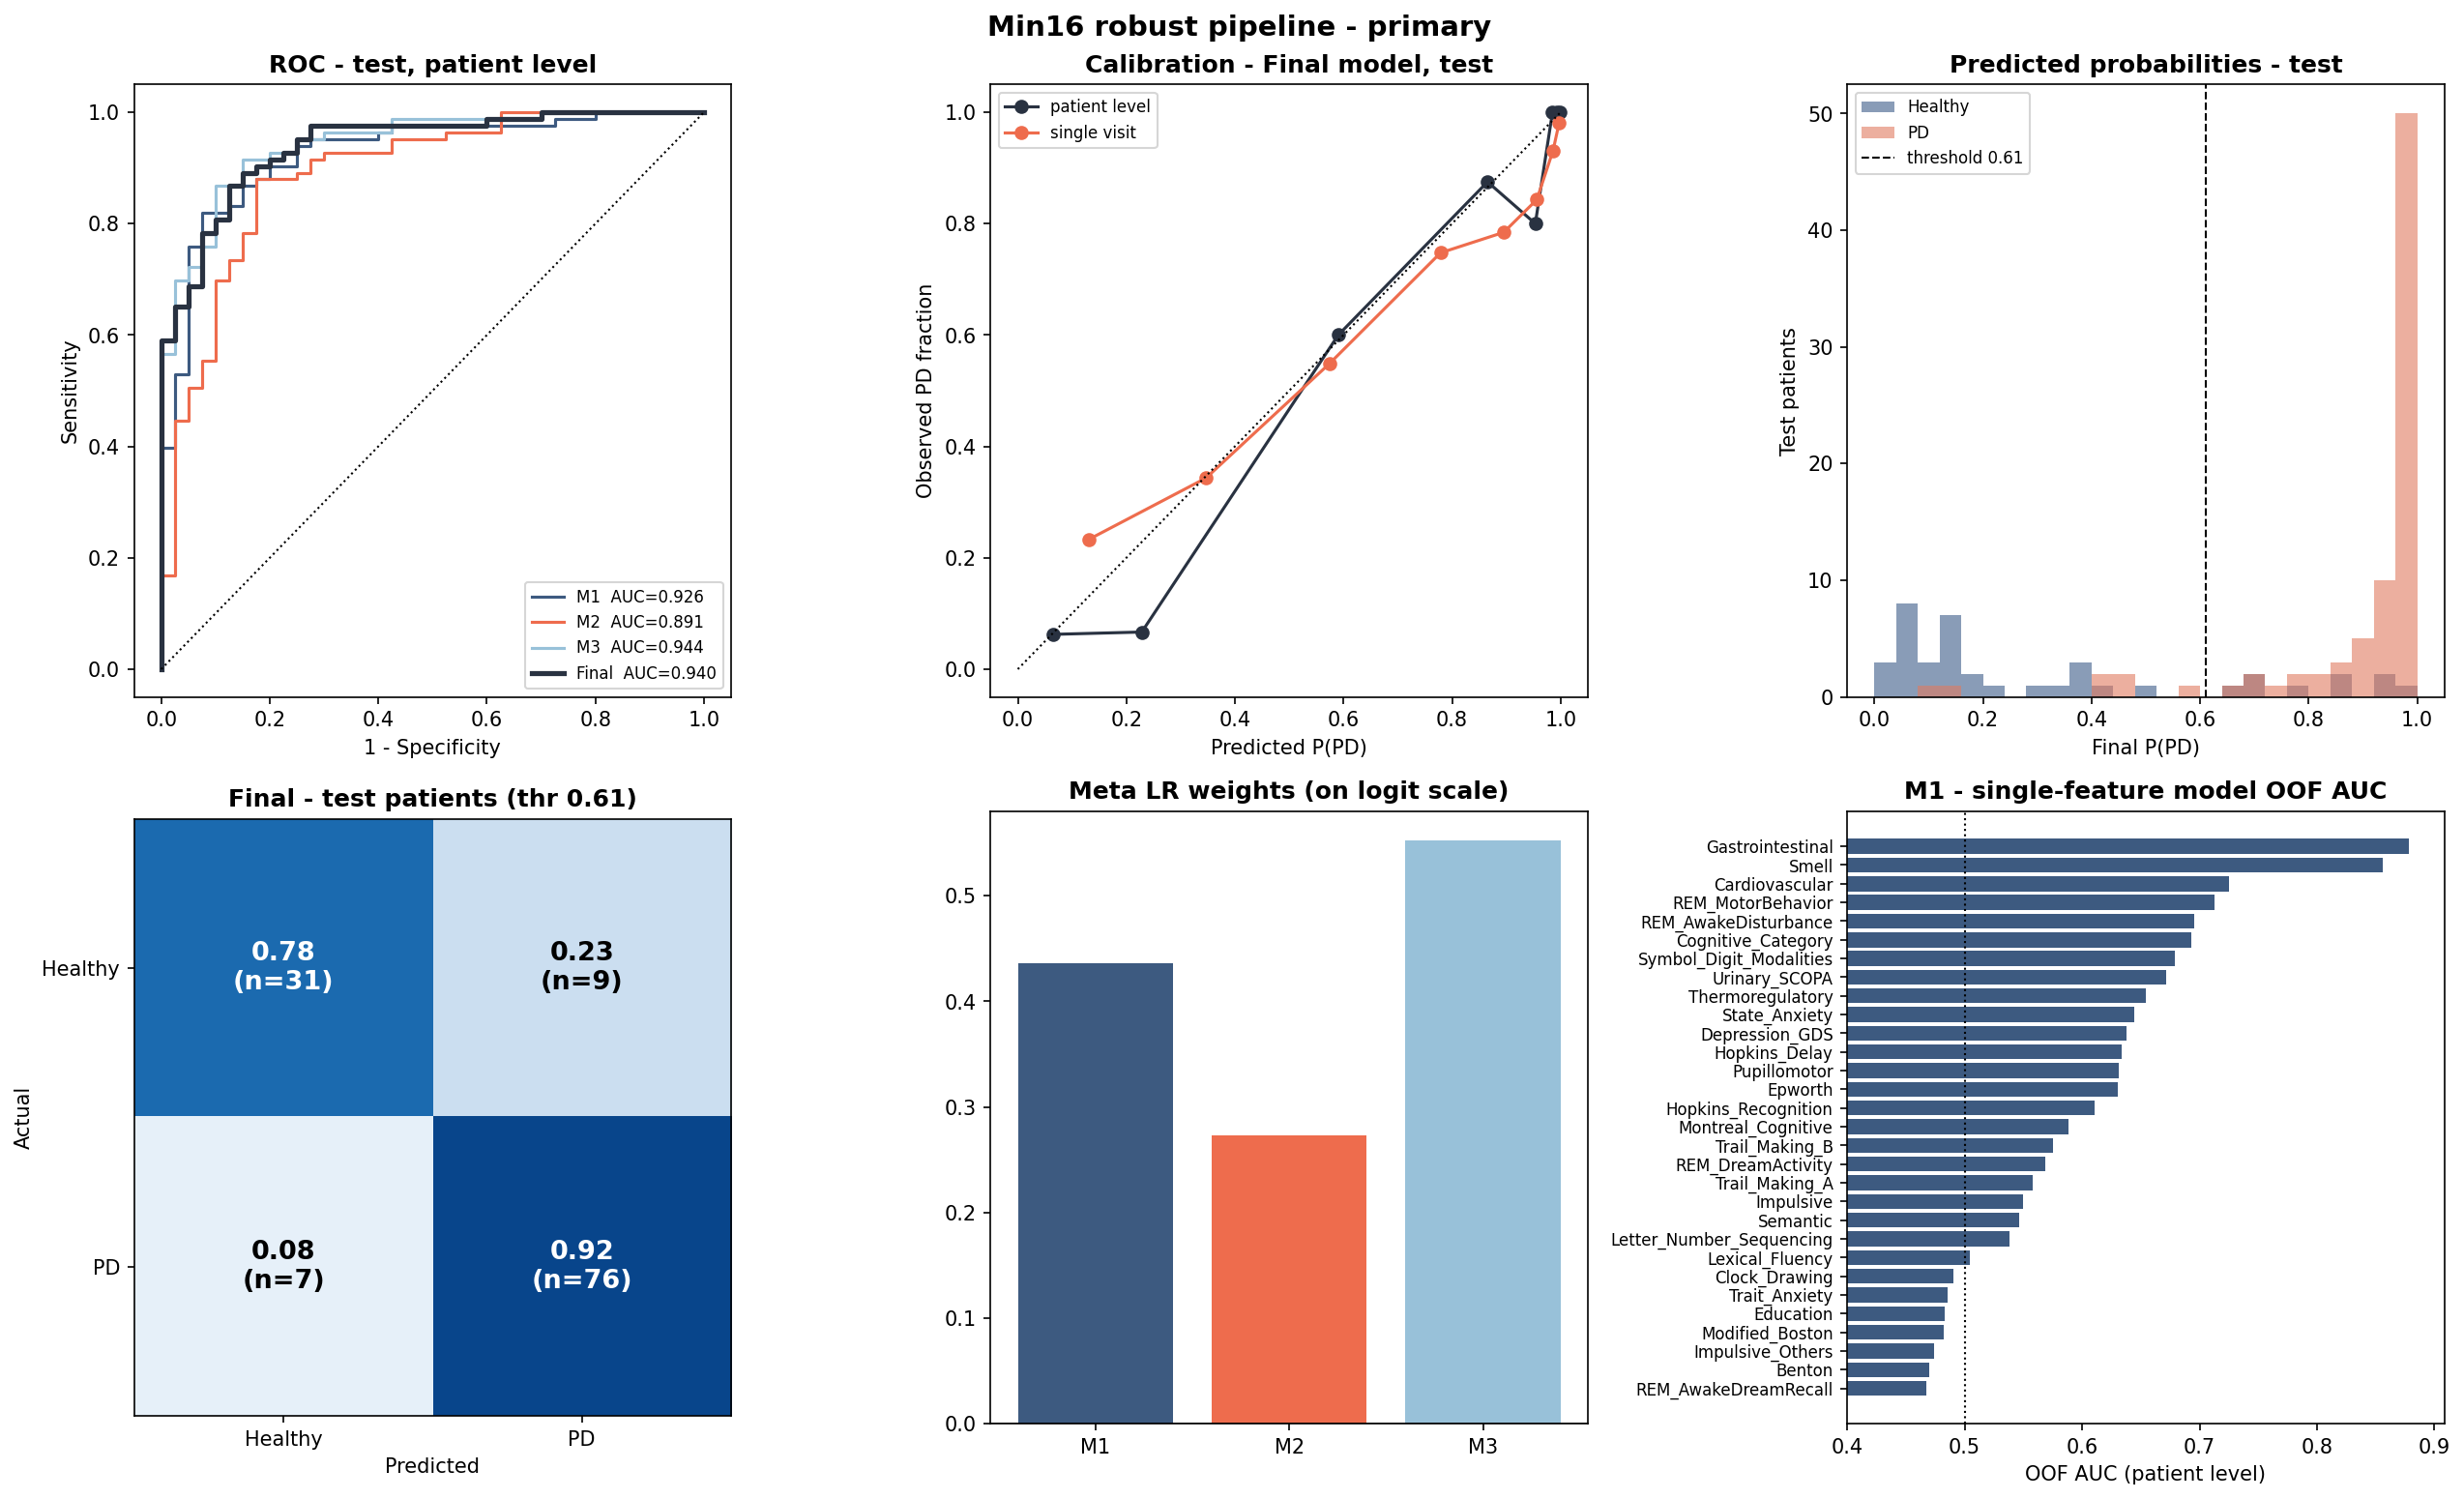 Min16 robust pipeline - primary
ROC - test, patient level
1.0
0.8
0.6
0.4
0.2
0.0
Sensitivity
M1 AUC=0.926
M2 AUC=0.891
M3 AUC=0.944
Final AUC=0.940
0.0 0.2 0.4 0.6 0.8 1.0
1 - Specificity
Calibration - Final model, test
patient level
single visit
1.0
0.8
0.6
0.4
0.2
0.0
Observed PD fraction
0.0 0.2 0.4 0.6 0.8 1.0
Predicted P(PD)
Predicted probabilities - test
Healthy
PD
threshold 0.61
50
40
30
20
10
0
Test patients
0.0 0.2 0.4 0.6 0.8 1.0
Final P(PD)
Final - test patients (thr 0.61)
Actual
Healthy
PD
0.78
(n=31)
0.23
(n=9)
0.08
(n=7)
0.92
(n=76)
Healthy PD
Predicted
Meta LR weights (on logit scale)
0.5
0.4
0.3
0.2
0.1
0.0
M1 M2 M3
M1 - single-feature model OOF AUC
Gastrointestinal
Smell
Cardiovascular
REM_MotorBehavior
REM_AwakeDisturbance
Cognitive_Category
Symbol_Digit_Modalities
Urinary_SCOPA
Thermoregulatory
State_Anxiety
Depression_GDS
Hopkins_Delay
Pupillomotor
Epworth
Hopkins_Recognition
Montreal_Cognitive
Trail_Making_B
REM_DreamActivity
Trail_Making_A
Impulsive
Semantic
Letter_Number_Sequencing
Lexical_Fluency
Clock_Drawing
Trait_Anxiety
Education
Modified_Boston
Impulsive_Others
Benton
REM_AwakeDreamRecall
0.4 0.5 0.6 0.7 0.8 0.9
OOF AUC (patient level)